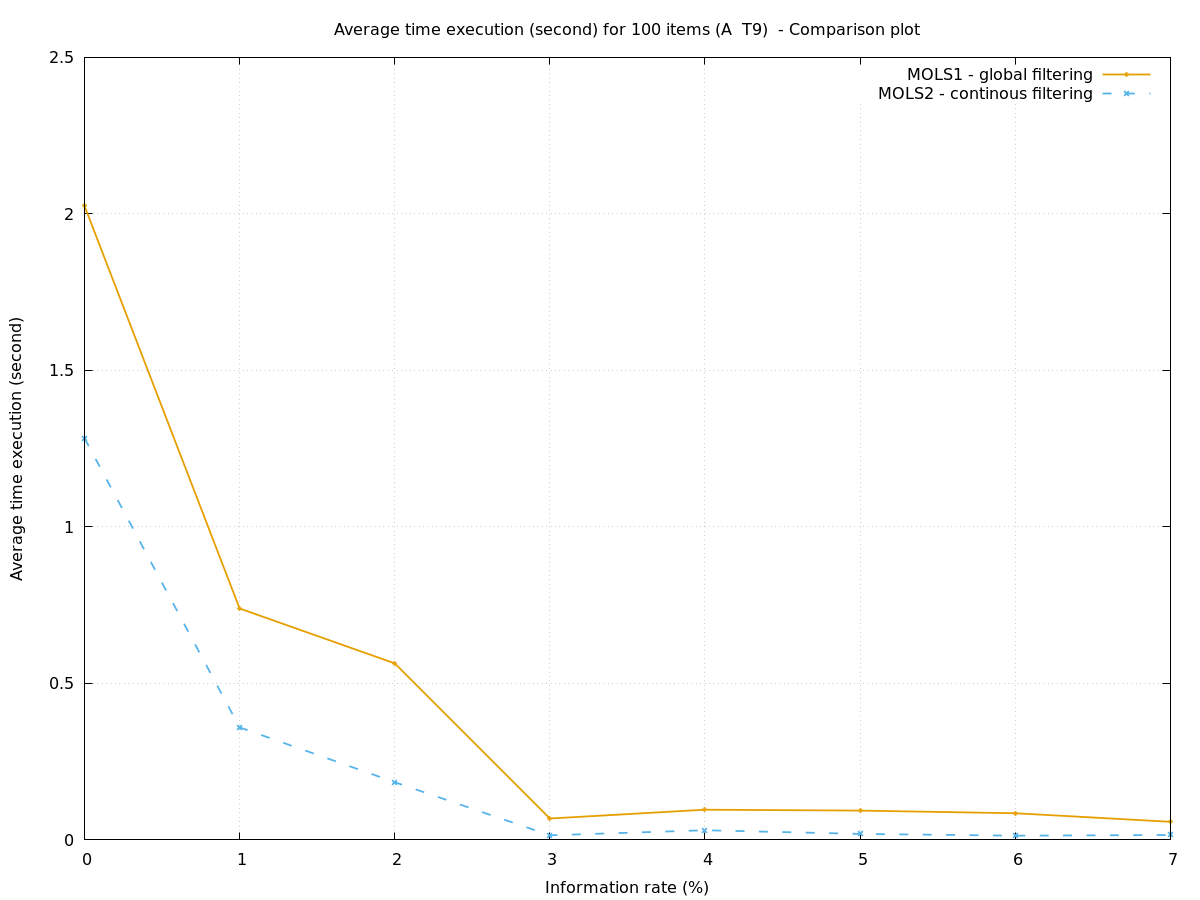 Average time execution (second) for 100 items (A  T9)  - Comparison plot
MOLS1 - global filtering
MOLS2 - continous filtering
2.5
2
1.5
1
0.5
0
Average time execution (second)
0 1 2 3 4 5 6 7
Information rate (%)